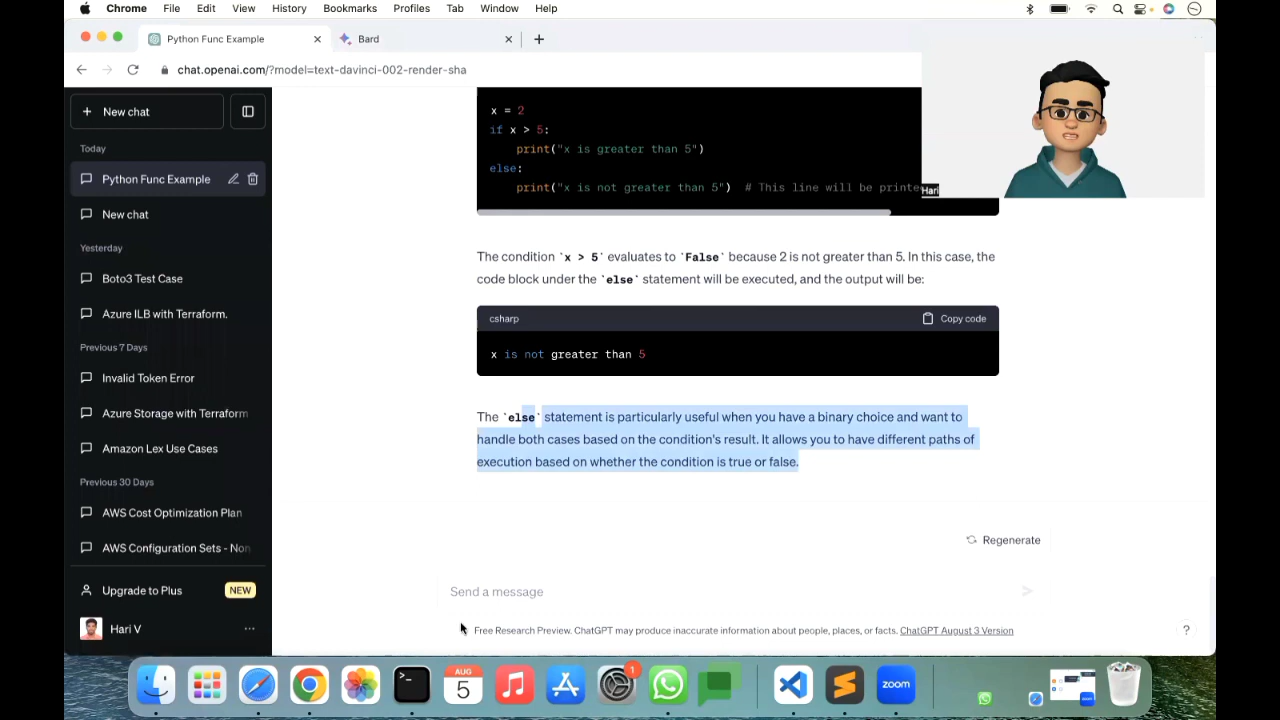 Chrome File Edit View History Bookmarks Profiles Tab Window Help
Python Func Example
Bard
chat.openai.com/?model=text-davinci-002-render-sha
New chat
Today
Python Func Example
New chat
Yesterday
Boto3 Test Case
Azure ILB with Terraform.
Previous 7 Days
Invalid Token Error
Azure Storage with Terraform
Amazon Lex Use Cases
Previous 30 Days
AWS Cost Optimization Plan
AWS Configuration Sets - Non
Upgrade to Plus NEW
Hari V
x = 2
if x > 5:
print("x is greater than 5")
else:
print("x is not greater than 5") # This line will be printe
Hari
The condition `x > 5` evaluates to `False` because 2 is not greater than 5. In this case, the
code block under the `else` statement will be executed, and the output will be:
csharp
Copy code
x is not greater than 5
The `else` statement is particularly useful when you have a binary choice and want to
handle both cases based on the condition's result. It allows you to have different paths of
execution based on whether the condition is true or false.
Regenerate
Send a message
Free Research Preview. ChatGPT may produce inaccurate information about people, places, or facts. ChatGPT August 3 Version
?
AUG
5
1
zoom